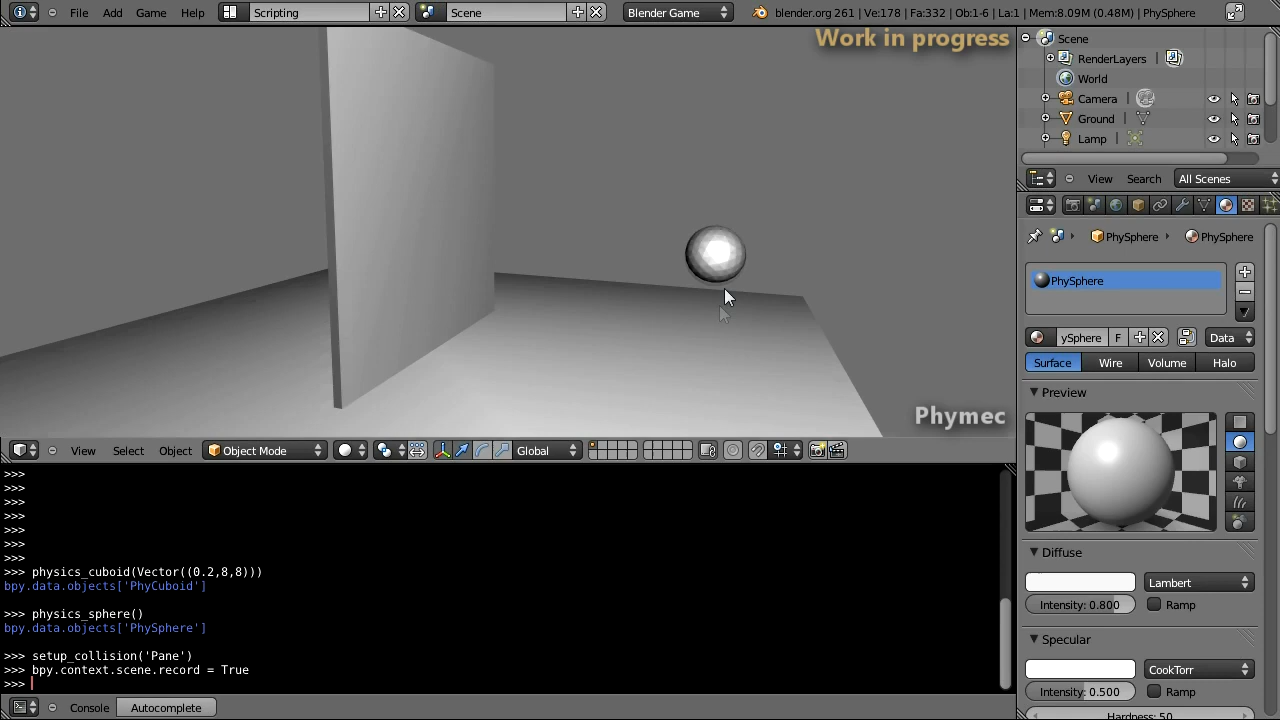 File Add Game Help Scripting Scene Blender Game blender.org 261 | Ve:178 | Fa:332 | Ob:1-6 | La:1 | Mem:8.09M (0.48M) | PhySphere
Work in progress
Phymec
View Select Object Object Mode Global
>>>
>>>
>>>
>>>
>>>
>>>
>>>
>>> physics_cuboid(Vector((0.2,8,8)))
bpy.data.objects['PhyCuboid']
>>> physics_sphere()
bpy.data.objects['PhySphere']
>>> setup_collision('Pane')
>>> bpy.context.scene.record = True
>>>
Console Autocomplete
Scene
RenderLayers |
World
Camera |
Ground |
Lamp |
View Search All Scenes
PhySphere PhySphere
PhySphere
ySphere F Data
Surface Wire Volume Halo
Preview
Diffuse
Lambert
Intensity: 0.800 Ramp
Specular
CookTorr
Intensity: 0.500 Ramp
Hardness: 50